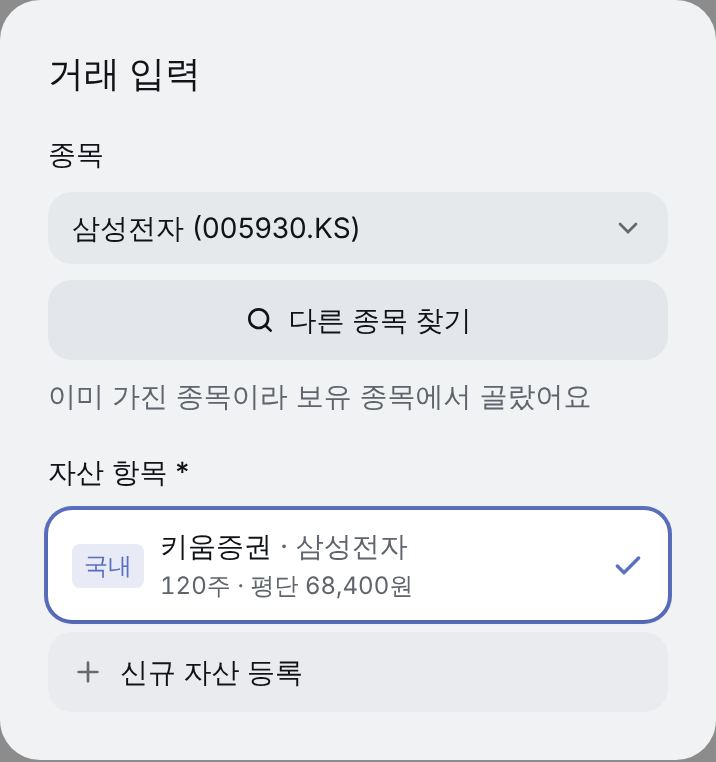 거래 입력
종목
삼성전자 (005930.KS)
다른 종목 찾기
이미 가진 종목이라 보유 종목에서 골랐어요
자산 항목 *
국내
키움증권 · 삼성전자
120주 · 평단 68,400원
신규 자산 등록